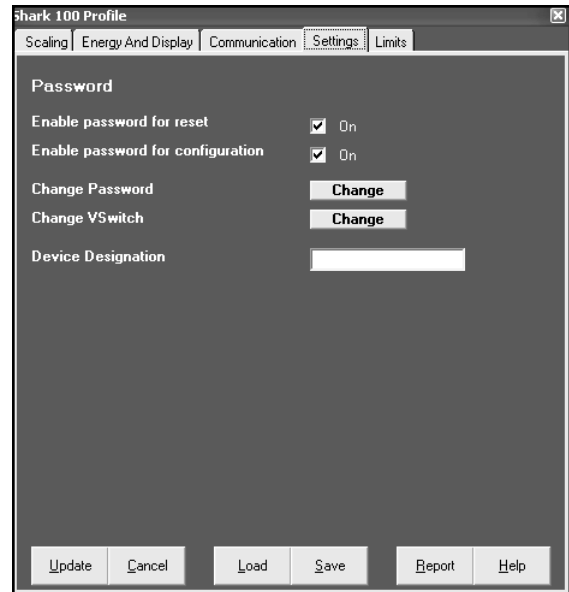 Shark 100 Profile
Scaling Energy And Display Communication Settings Limits
Password
Enable password for reset On
Enable password for configuration On
Change Password Change
Change VSwitch Change
Device Designation
Update Cancel Load Save Report Help